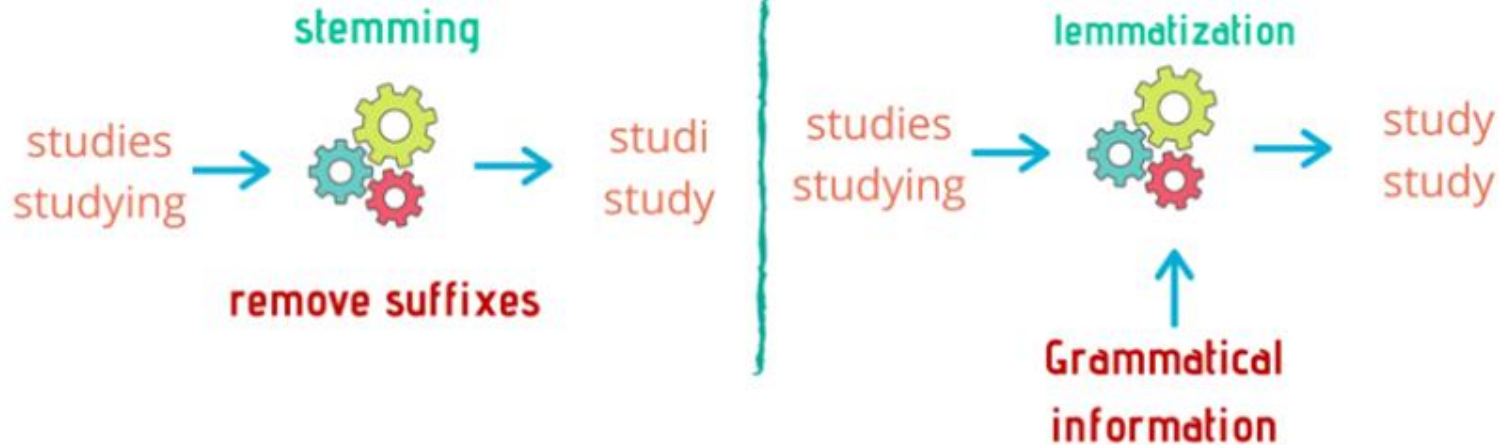 stemming
studies
studying
studi
study
remove suffixes
lemmatization
studies
studying
study
study
Grammatical
information